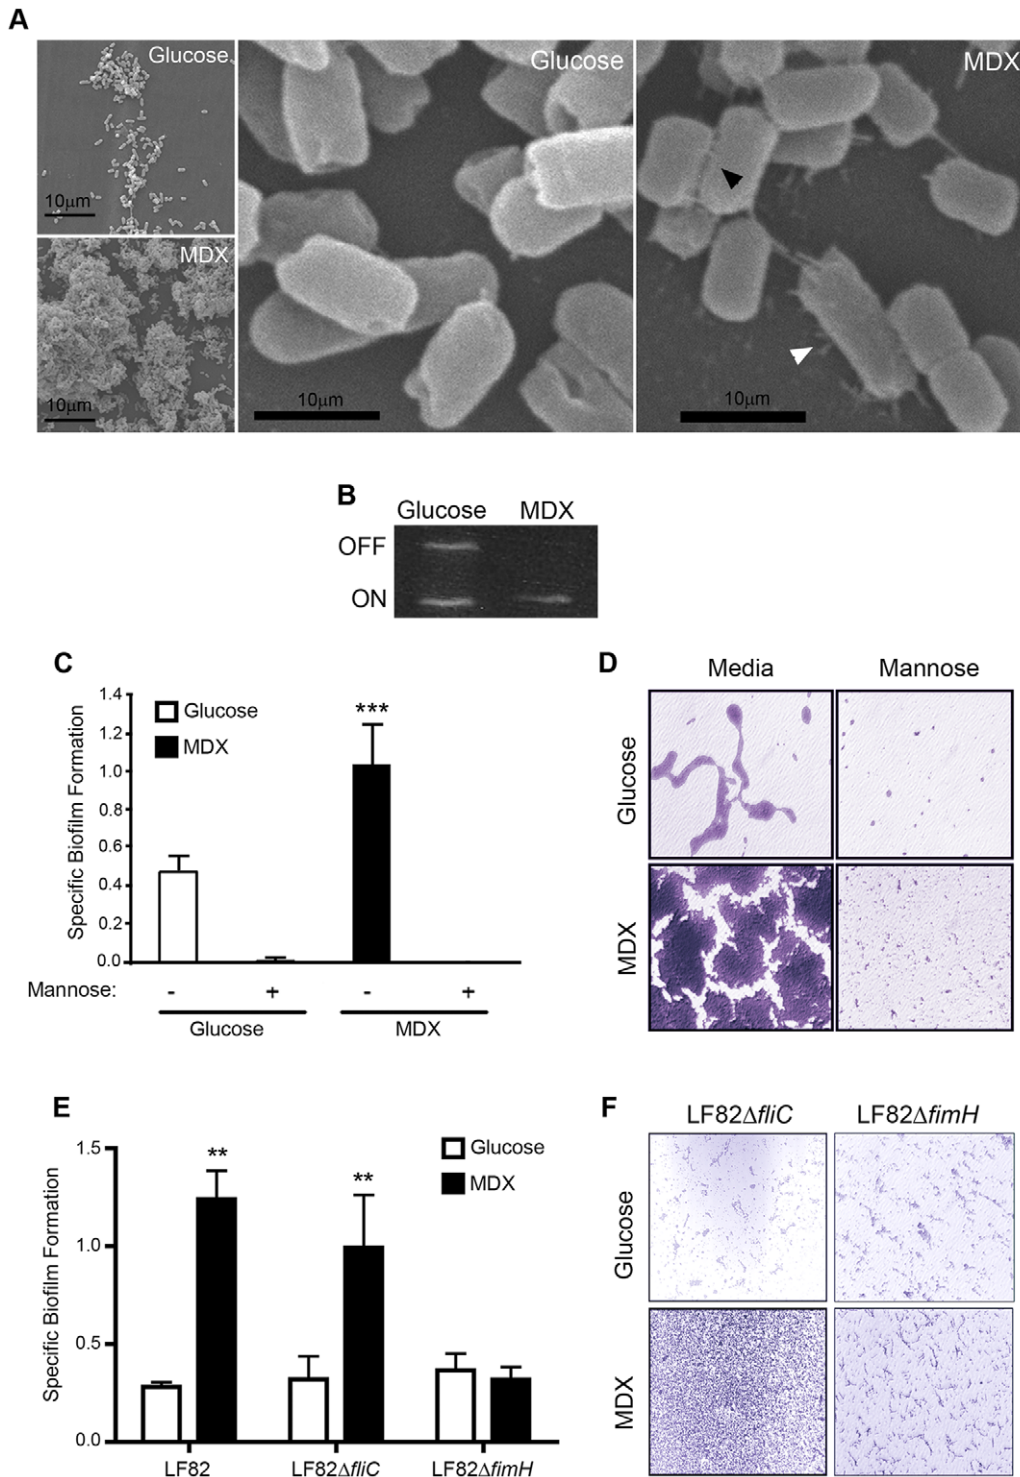 A
Glucose
10μm
MDX
10μm
Glucose
10μm
MDX
10μm
B
Glucose MDX
OFF
ON
C
Specific Biofilm Formation
1.4
1.2
1.0
0.8
0.6
0.4
0.2
0.0
Glucose
MDX
***
Mannose: - + - +
Glucose MDX
D
Media Mannose
Glucose
MDX
E
Specific Biofilm Formation
1.5
1.0
0.5
0.0
Glucose
MDX
**
**
LF82 LF82ΔfliC LF82ΔfimH
F
LF82ΔfliC LF82ΔfimH
Glucose
MDX